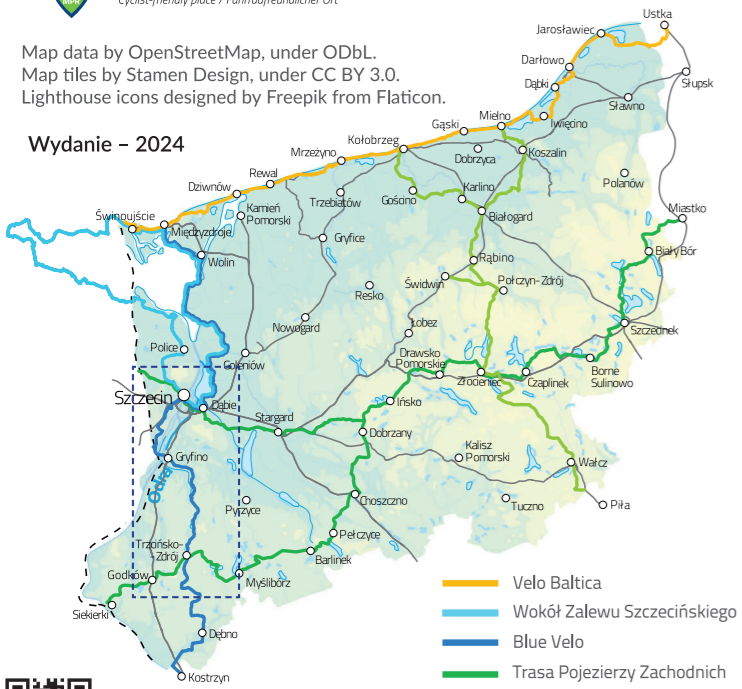 Cyclist-friendly place / Fahrradfreundlicher Ort
MPR
Map data by OpenStreetMap, under ODbL.
Map tiles by Stamen Design, under CC BY 3.0.
Lighthouse icons designed by Freepik from Flaticon.
Wydanie – 2024
Ustka
Jarosławiec
Darłowo
Dąbki
Słupsk
Sławno
Gąski
Mielno
Iwięcino
Kołobrzeg
Dobrzyca
Koszalin
Mrzeżyno
Rewal
Dziwnów
Trzebiatów
Gościno
Karlino
Polanów
Kamień
Pomorski
Świnoujście
Międzyzdroje
Białogard
Miastko
Gryfice
Wolin
Rąbino
Biały Bór
Świdwin
Połczyn-Zdrój
Resko
Nowogard
Łobez
Szczecinek
Police
Goleniów
Drawsko
Pomorskie
Złocieniec
Czaplinek
Borne
Sulinowo
Szczecin
Dąbie
Ińsko
Stargard
Dobrzany
Gryfino
Kalisz
Pomorski
Wałcz
Odra
Pyrzyce
Choszczno
Tuczno
Piła
Pełczyce
Trzcińsko-
Zdrój
Barlinek
Godków
Myślibórz
Siekierki
Dębno
Kostrzyn
Velo Baltica
Wokół Zalewu Szczecińskiego
Blue Velo
Trasa Pojezierzy Zachodnich